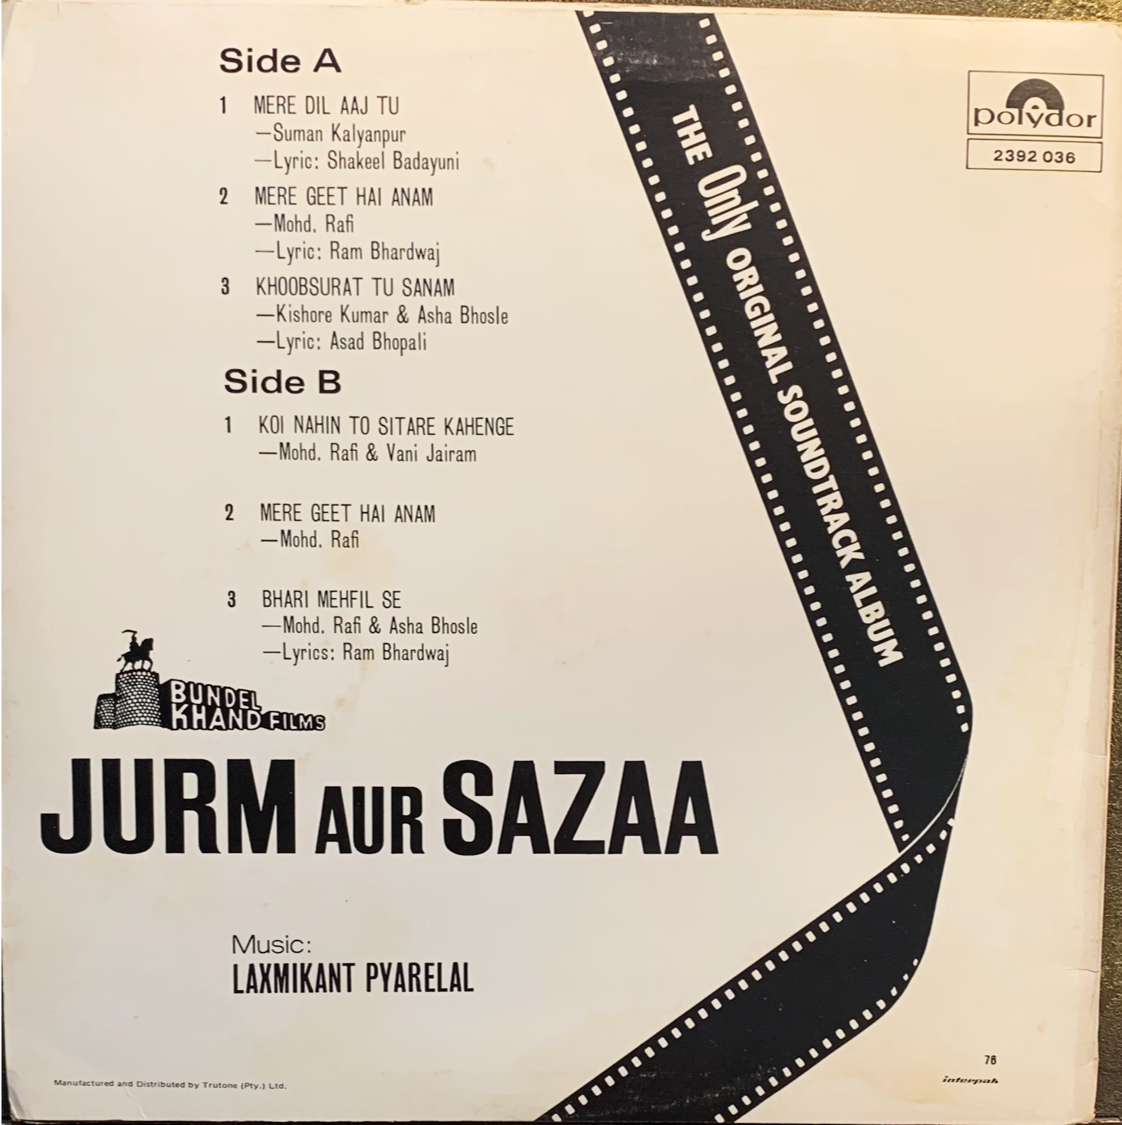 Side A
1 MERE DIL AAJ TU
—Suman Kalyanpur
—Lyric: Shakeel Badayuni
2 MERE GEET HAI ANAM
—Mohd. Rafi
—Lyric: Ram Bhardwaj
3 KHOOBSURAT TU SANAM
—Kishore Kumar & Asha Bhosle
—Lyric: Asad Bhopali
Side B
1 KOI NAHIN TO SITARE KAHENGE
—Mohd. Rafi & Vani Jairam
2 MERE GEET HAI ANAM
—Mohd. Rafi
3 BHARI MEHFIL SE
—Mohd. Rafi & Asha Bhosle
—Lyrics: Ram Bhardwaj
THE Only ORIGINAL SOUNDTRACK ALBUM
polydor
2392 036
BUNDEL
KHAND FILMS
JURM AUR SAZAA
Music:
LAXMIKANT PYARELAL
Manufactured and Distributed by Trutone (Pty.) Ltd.
76
interpak